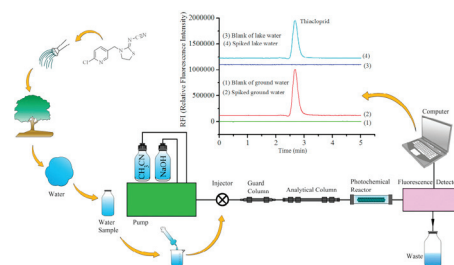 N-C≡N
N
S
Cl
N
RFI (Relative Fluorescence Intensity)
2000000
1500000
1000000
500000
0
Thiacloprid
(3) Blank of lake water
(4) Spiked lake water
(4)
(3)
(1) Blank of ground water
(2) Spiked ground water
(2)
(1)
0 1 2 3 4 5
Time (min)
Computer
CH3CN
NaOH
Water
Water
Sample
Pump
Injector
Guard
Column
Analytical Column
Photochemical
Reactor
Fluorescence Detector
Waste